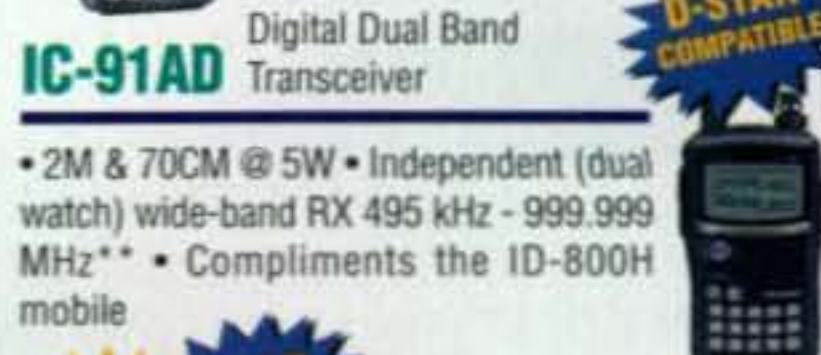 Digital Dual Band
IC-91AD Transceiver
D-STAR
COMPATIBLE
• 2M & 70CM @ 5W • Independent (dual
watch) wide-band RX 495 kHz - 999.999
MHz** • Compliments the ID-800H
mobile